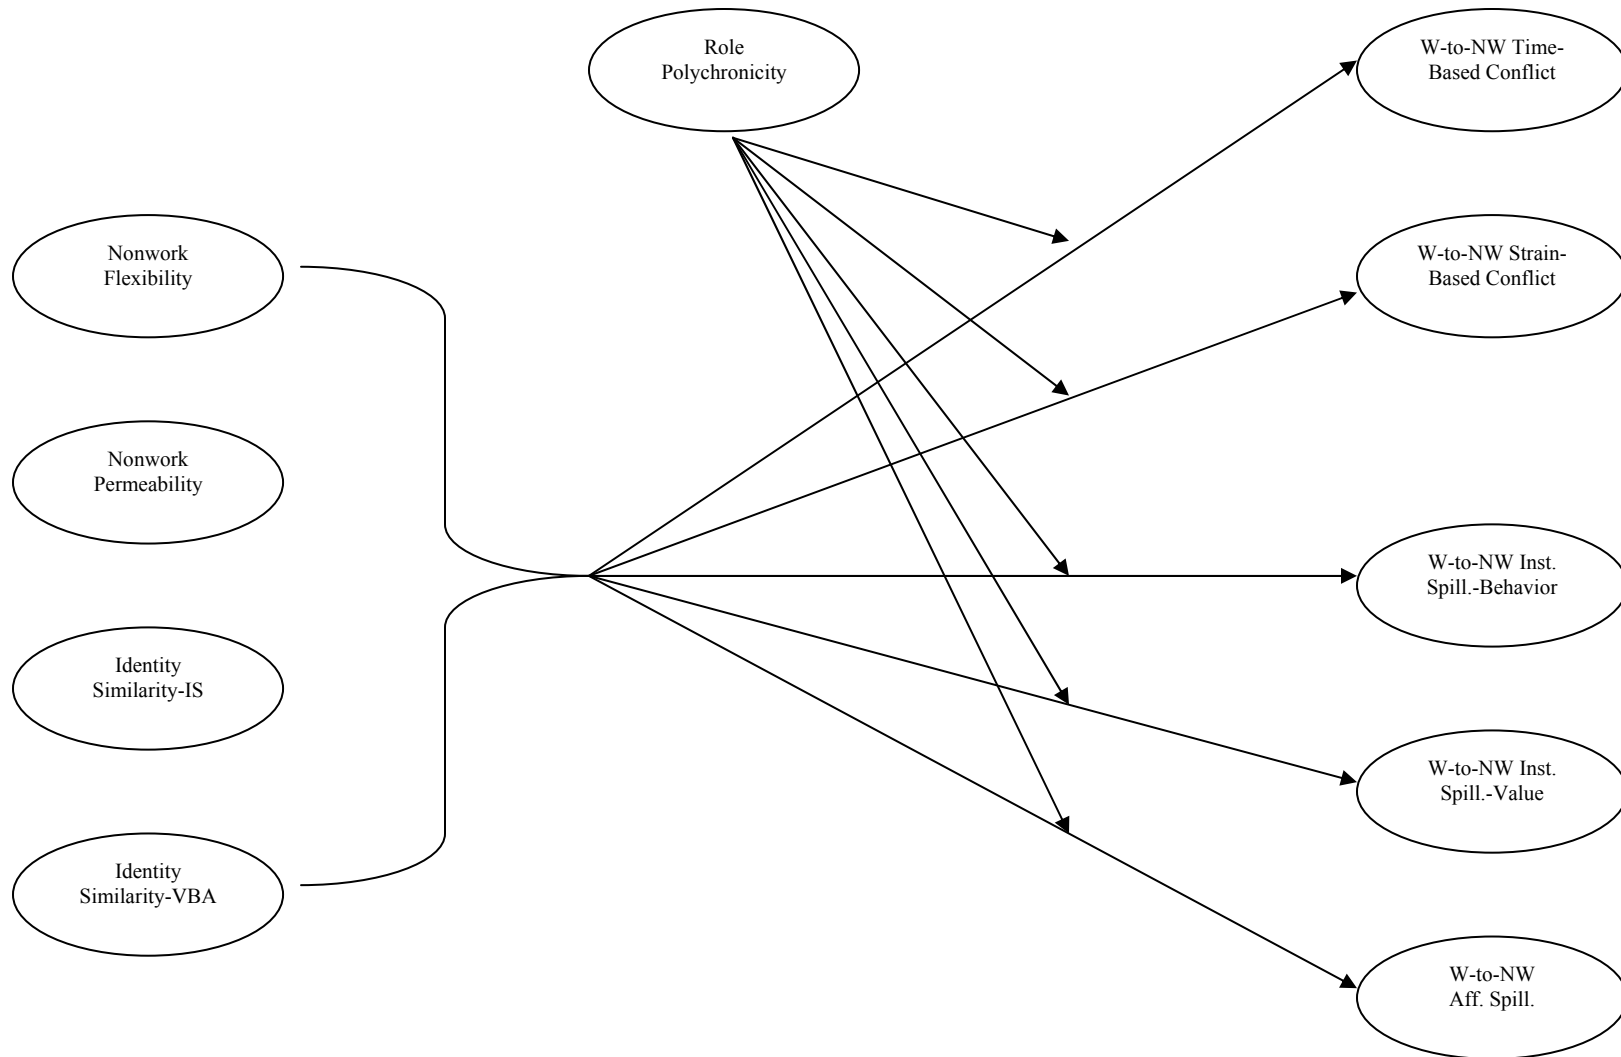 Role
Polychronicity
W-to-NW Time-
Based Conflict
Nonwork
Flexibility
W-to-NW Strain-
Based Conflict
Nonwork
Permeability
W-to-NW Inst.
Spill.-Behavior
Identity
Similarity-IS
W-to-NW Inst.
Spill.-Value
Identity
Similarity-VBA
W-to-NW
Aff. Spill.